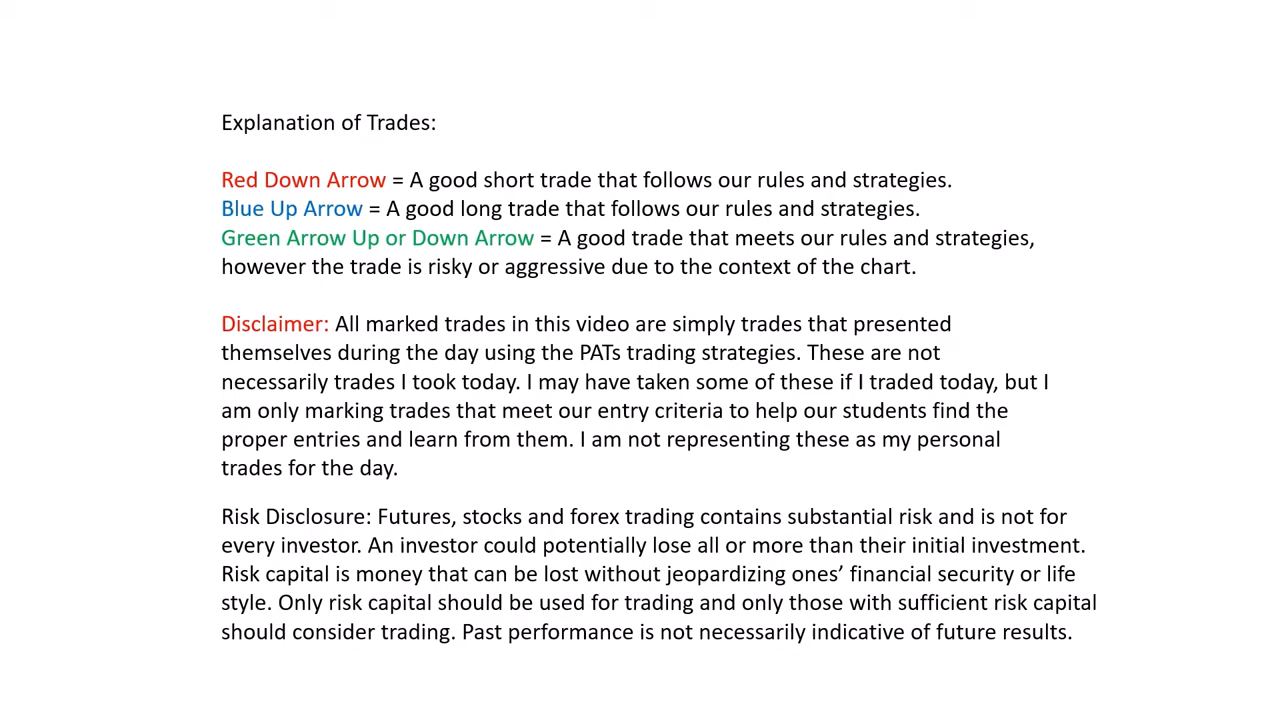 Explanation of Trades:
Red Down Arrow = A good short trade that follows our rules and strategies.
Blue Up Arrow = A good long trade that follows our rules and strategies.
Green Arrow Up or Down Arrow = A good trade that meets our rules and strategies,
however the trade is risky or aggressive due to the context of the chart.
Disclaimer: All marked trades in this video are simply trades that presented
themselves during the day using the PATs trading strategies. These are not
necessarily trades I took today. I may have taken some of these if I traded today, but I
am only marking trades that meet our entry criteria to help our students find the
proper entries and learn from them. I am not representing these as my personal
trades for the day.
Risk Disclosure: Futures, stocks and forex trading contains substantial risk and is not for
every investor. An investor could potentially lose all or more than their initial investment.
Risk capital is money that can be lost without jeopardizing ones’ financial security or life
style. Only risk capital should be used for trading and only those with sufficient risk capital
should consider trading. Past performance is not necessarily indicative of future results.